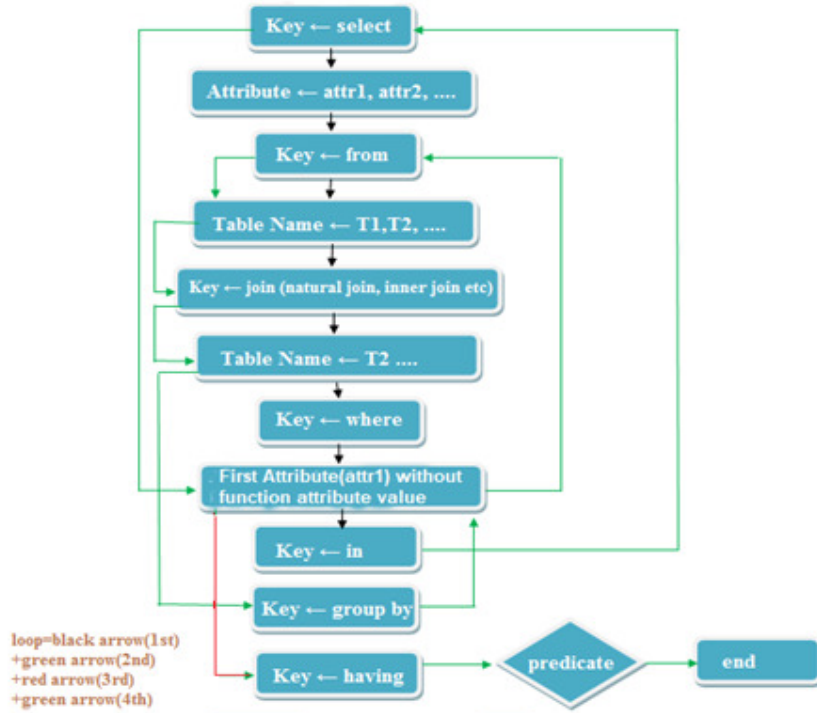 Key ← select
Attribute ← attr1, attr2, ....
Key ← from
Table Name ← T1,T2, ....
Key ← join (natural join, inner join etc)
Table Name ← T2 ....
Key ← where
First Attribute(attr1) without
function attribute value
Key ← in
Key ← group by
Key ← having
predicate
end
loop=black arrow(1st)
+green arrow(2nd)
+red arrow(3rd)
+green arrow(4th)